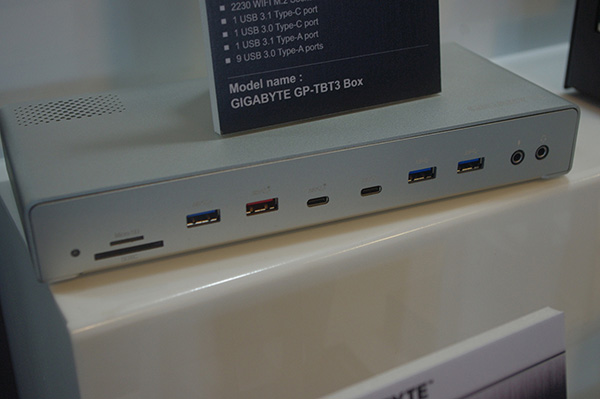 2230 WIFI M.2
1 USB 3.1 Type-C port
1 USB 3.0 Type-C port
1 USB 3.1 Type-A port
9 USB 3.0 Type-A ports
Model name :
GIGABYTE GP-TBT3 Box
BYTE™